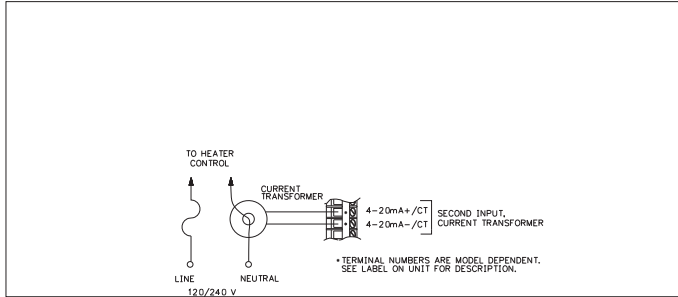 TO HEATER
CONTROL
CURRENT
TRANSFORMER
4-20mA+/CT
4-20mA-/CT
SECOND INPUT,
CURRENT TRANSFORMER
* TERMINAL NUMBERS ARE MODEL DEPENDENT.
SEE LABEL ON UNIT FOR DESCRIPTION.
LINE
NEUTRAL
120/240 V